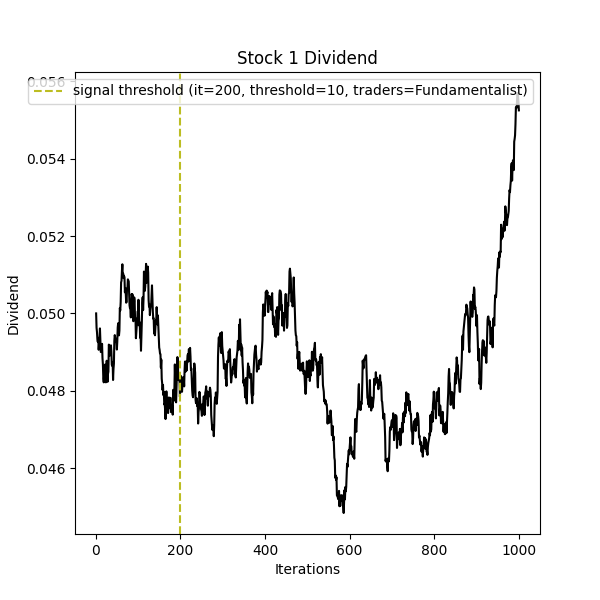 Stock 1 Dividend
signal threshold (it=200, threshold=10, traders=Fundamentalist)
0.056
0.054
0.052
0.050
0.048
0.046
Dividend
0 200 400 600 800 1000
Iterations